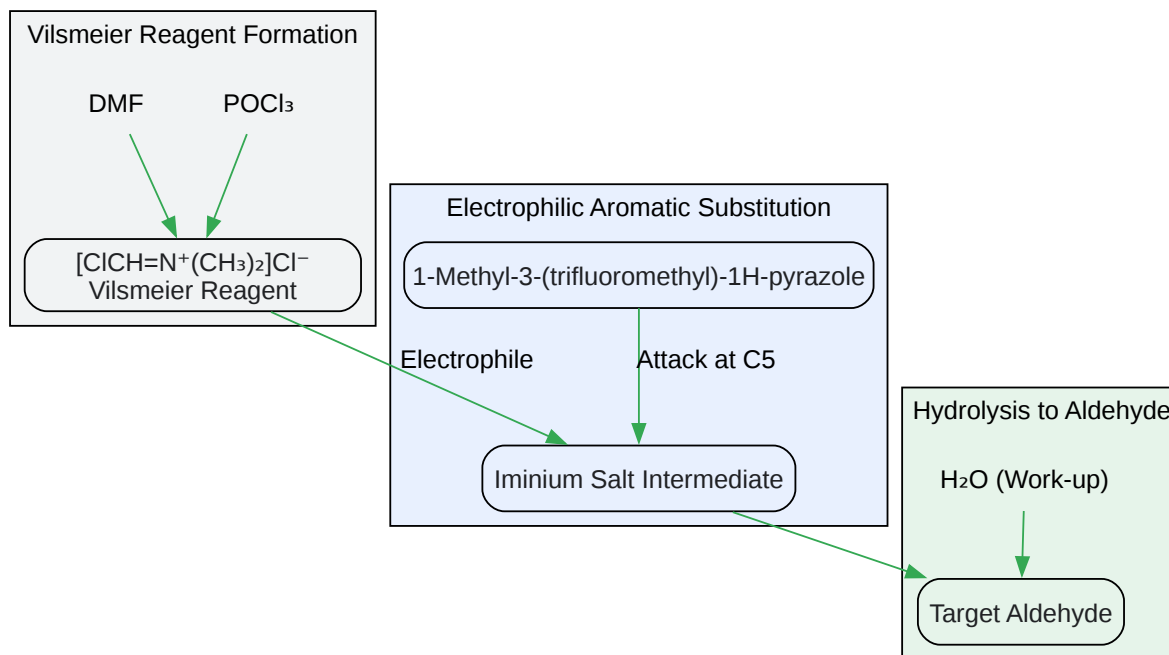 Vilsmeier Reagent Formation
DMF
POCl₃
[ClCH=N⁺(CH₃)₂]Cl⁻
Vilsmeier Reagent
Electrophilic Aromatic Substitution
1-Methyl-3-(trifluoromethyl)-1H-pyrazole
Electrophile
Attack at C5
Iminium Salt Intermediate
Hydrolysis to Aldehyde
H₂O (Work-up)
Target Aldehyde